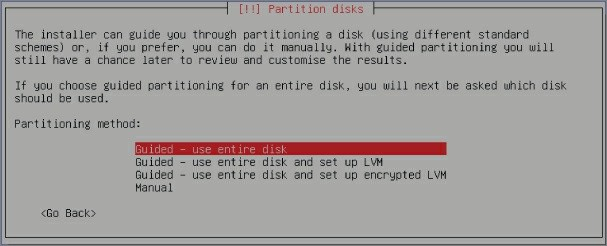 [!!] Partition disks
The installer can guide you through partitioning a disk (using different standard
schemes) or, if you prefer, you can do it manually. With guided partitioning you will
still have a chance later to review and customise the results.
If you choose guided partitioning for an entire disk, you will next be asked which disk
should be used.
Partitioning method:
Guided - use entire disk
Guided - use entire disk and set up LVM
Guided - use entire disk and set up encrypted LVM
Manual
<Go Back>